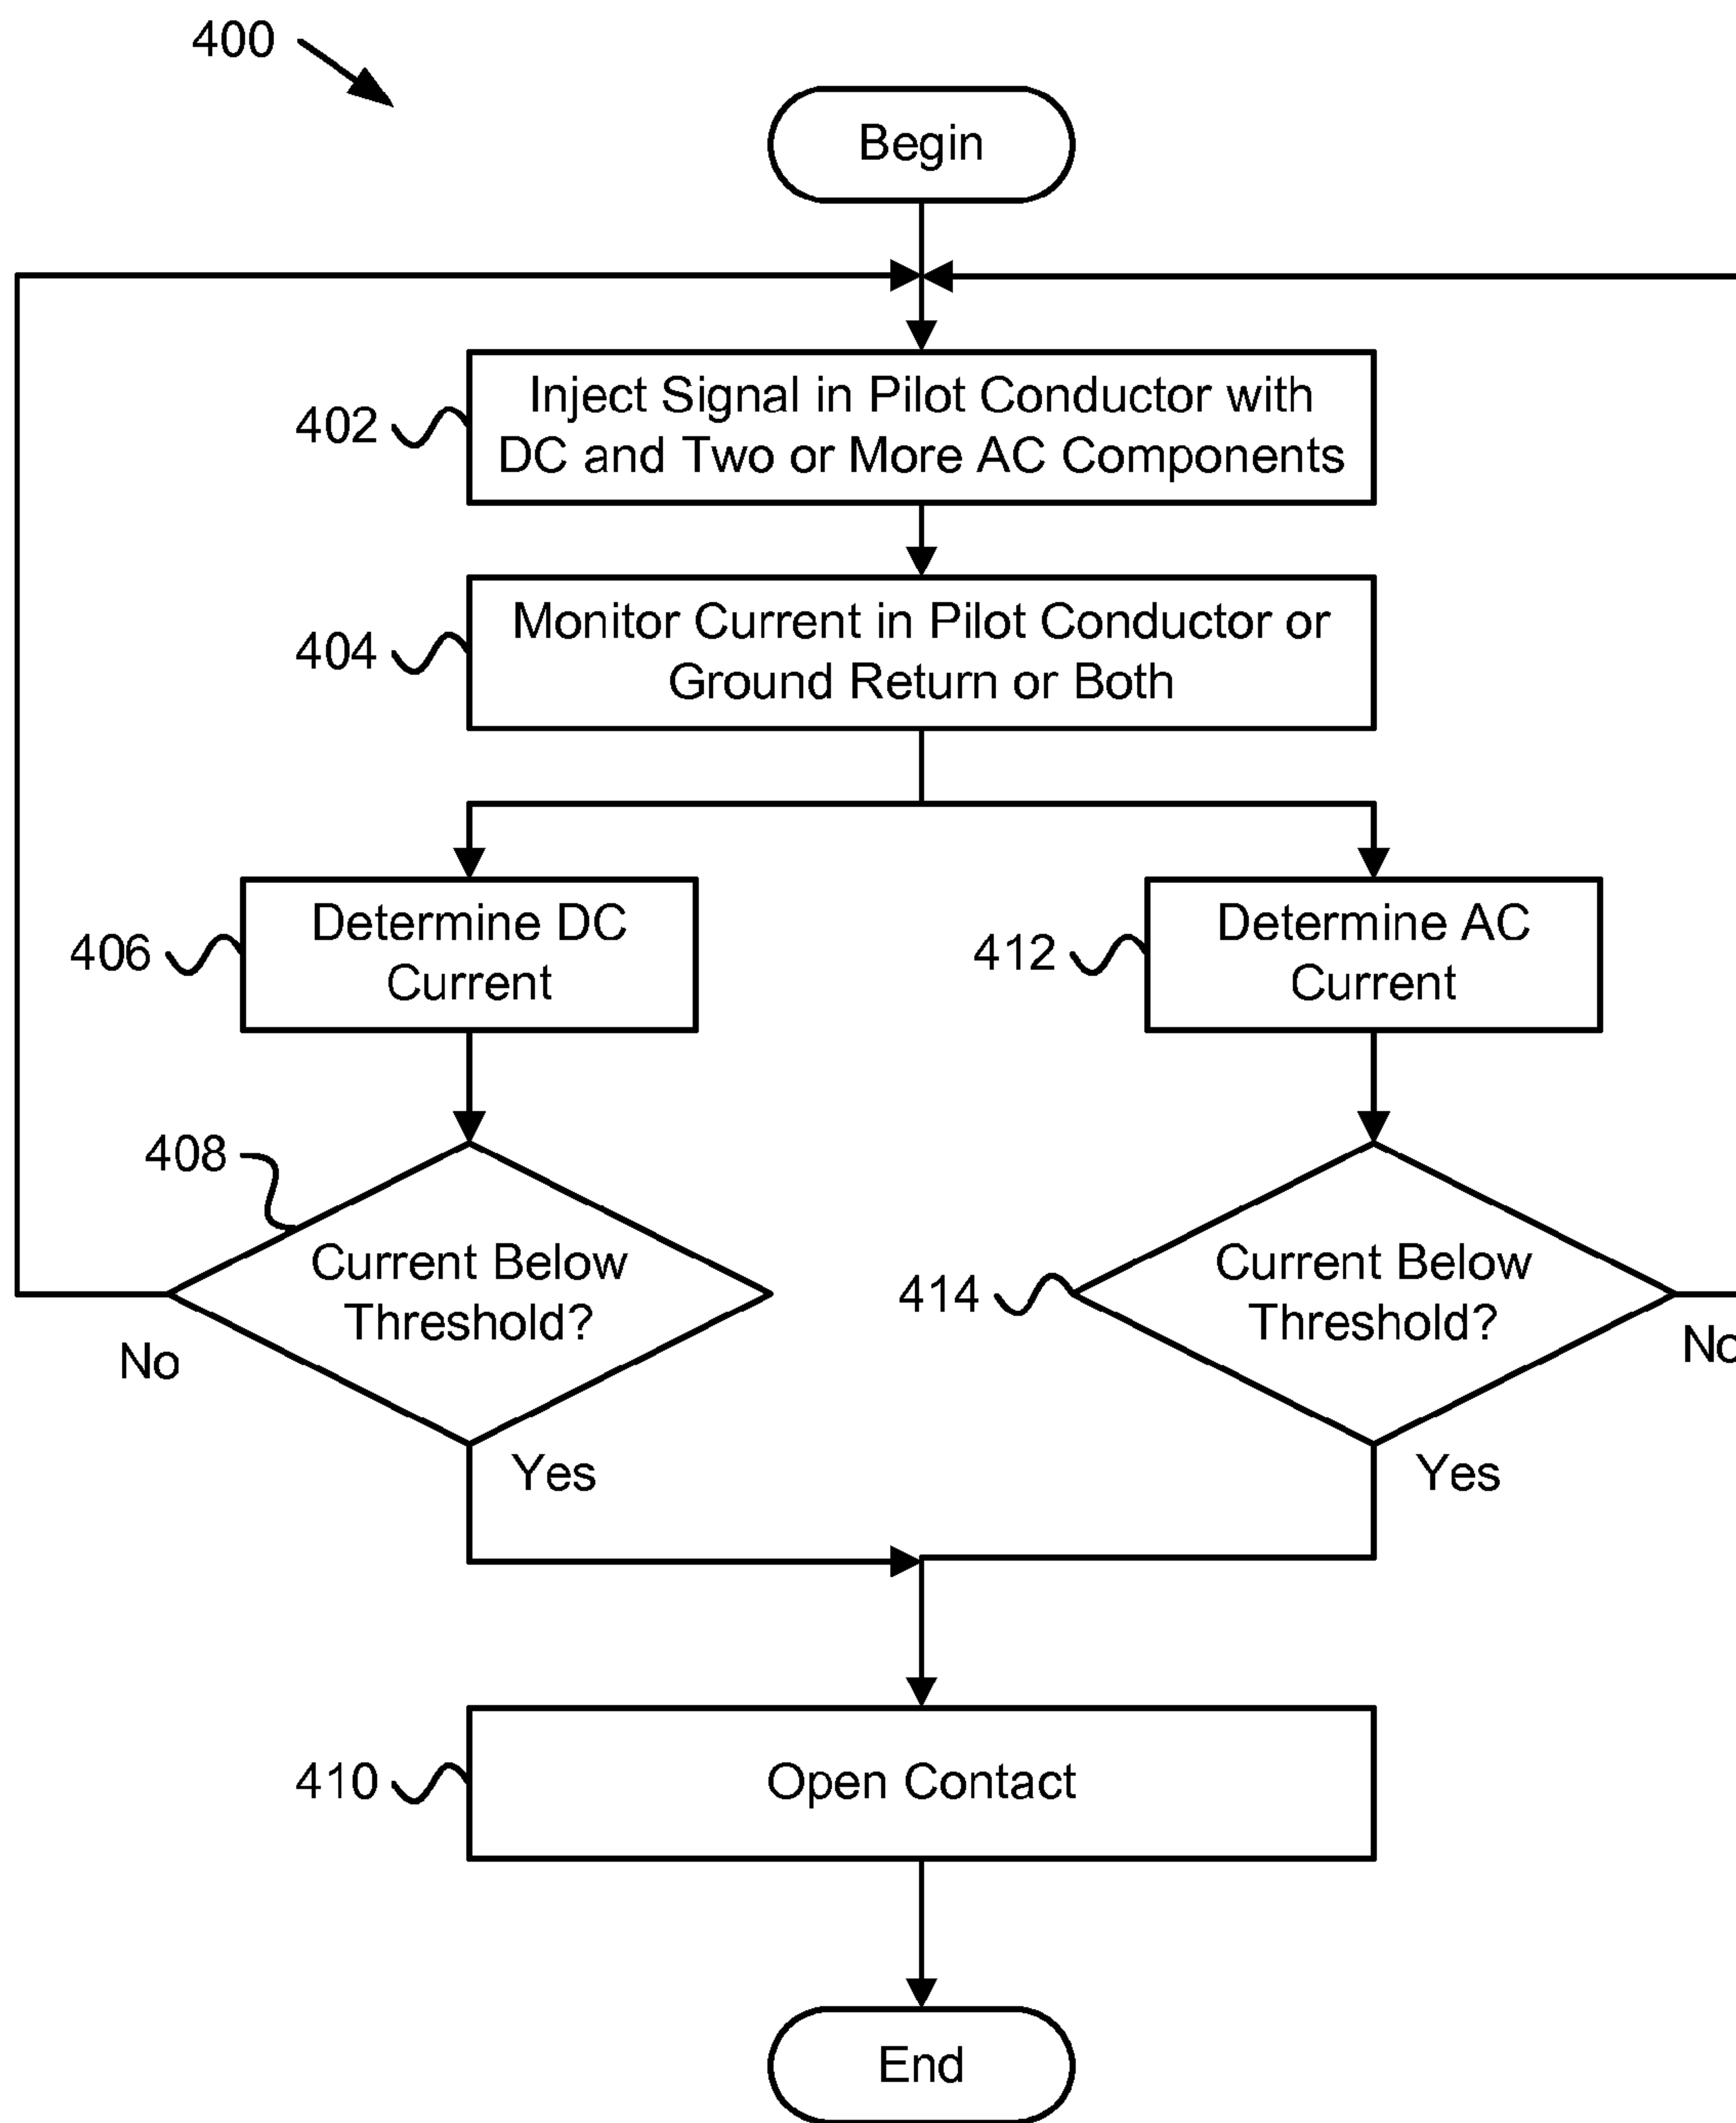 400
Begin
402
Inject Signal in Pilot Conductor with
DC and Two or More AC Components
404
Monitor Current in Pilot Conductor or
Ground Return or Both
406
Determine DC
Current
412
Determine AC
Current
408
Current Below
Threshold?
No
Yes
414
Current Below
Threshold?
No
Yes
410
Open Contact
End